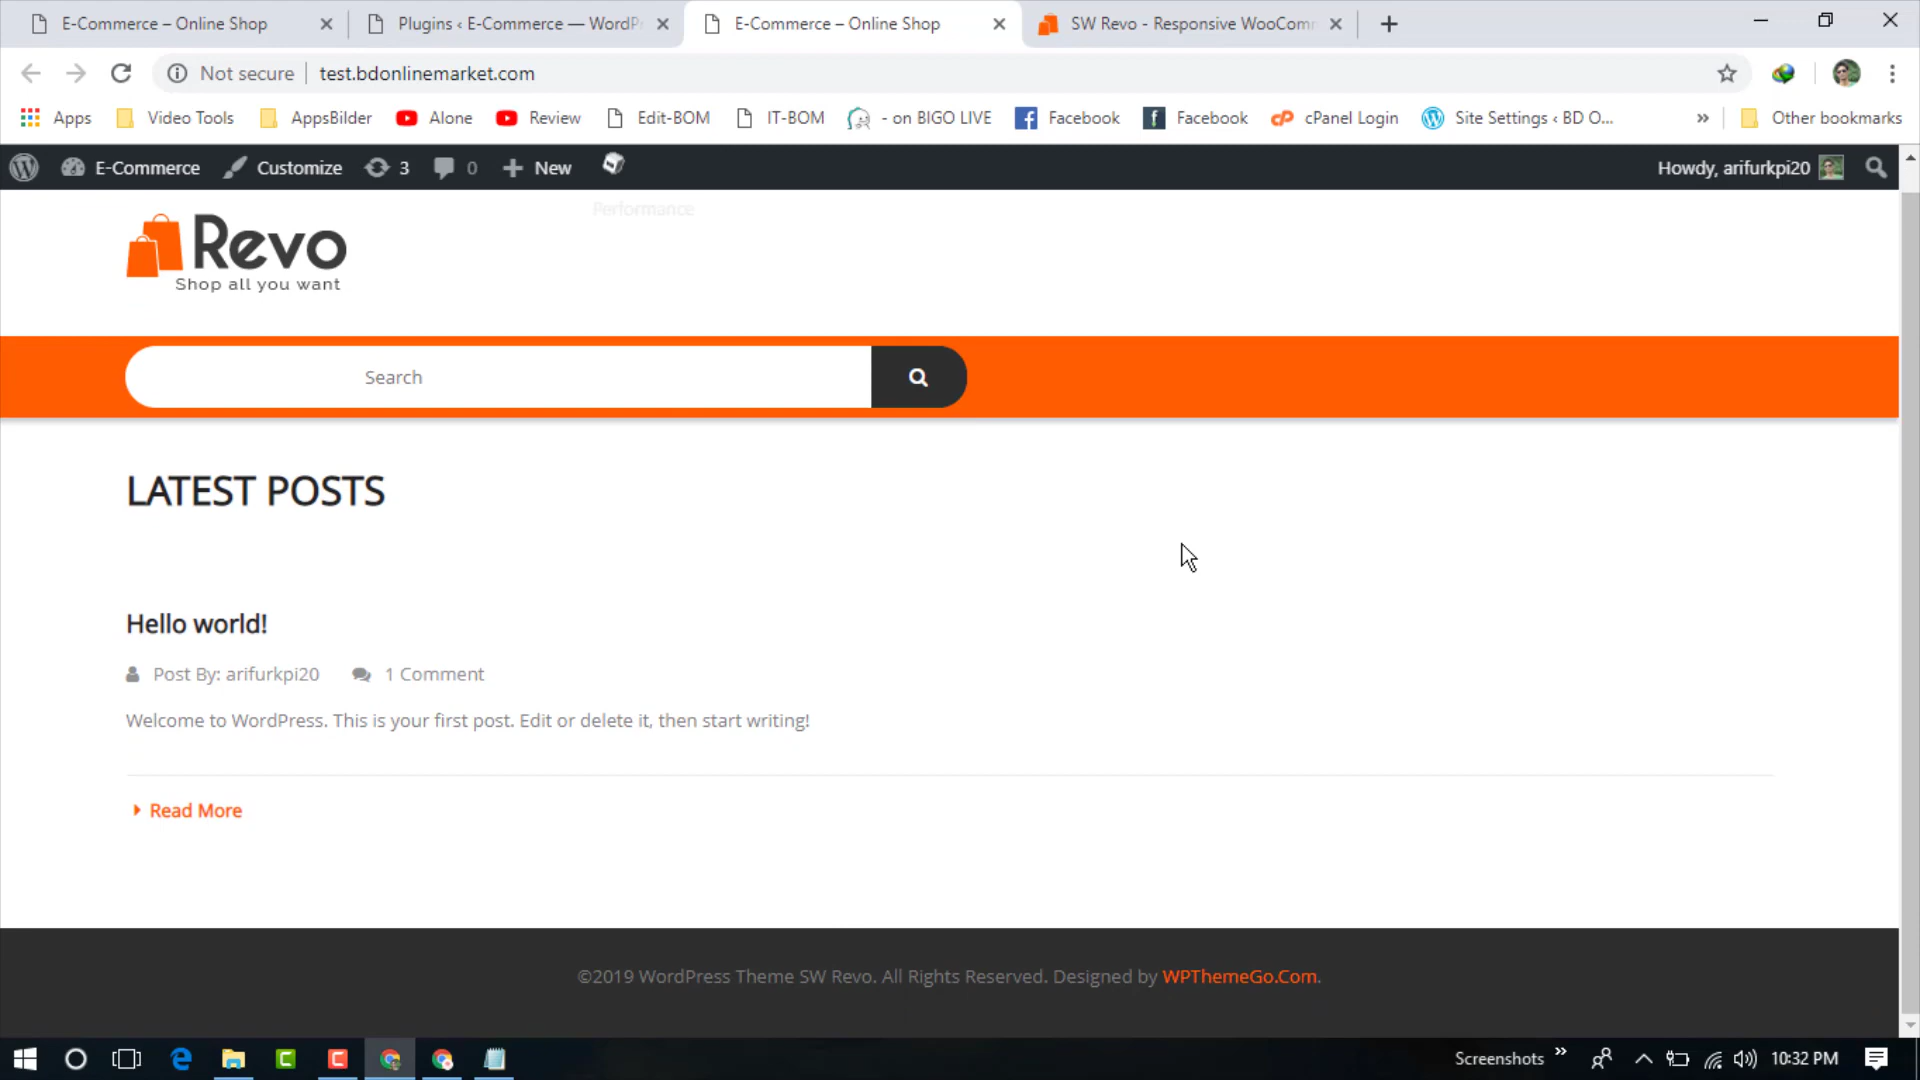 E-Commerce – Online Shop
Plugins ‹ E-Commerce — WordPr
E-Commerce – Online Shop
SW Revo - Responsive WooComm
Not secure
test.bdonlinemarket.com
Apps
Video Tools
AppsBilder
Alone
Review
Edit-BOM
IT-BOM
- on BIGO LIVE
Facebook
Facebook
cPanel Login
Site Settings ‹ BD O...
»
Other bookmarks
E-Commerce
Customize
3
0
New
Howdy, arifurkpi20
Performance
Revo
Shop all you want
Search
LATEST POSTS
Hello world!
Post By: arifurkpi20
1 Comment
Welcome to WordPress. This is your first post. Edit or delete it, then start writing!
Read More
©2019 WordPress Theme SW Revo. All Rights Reserved. Designed by WPThemeGo.Com.
Screenshots
»
10:32 PM